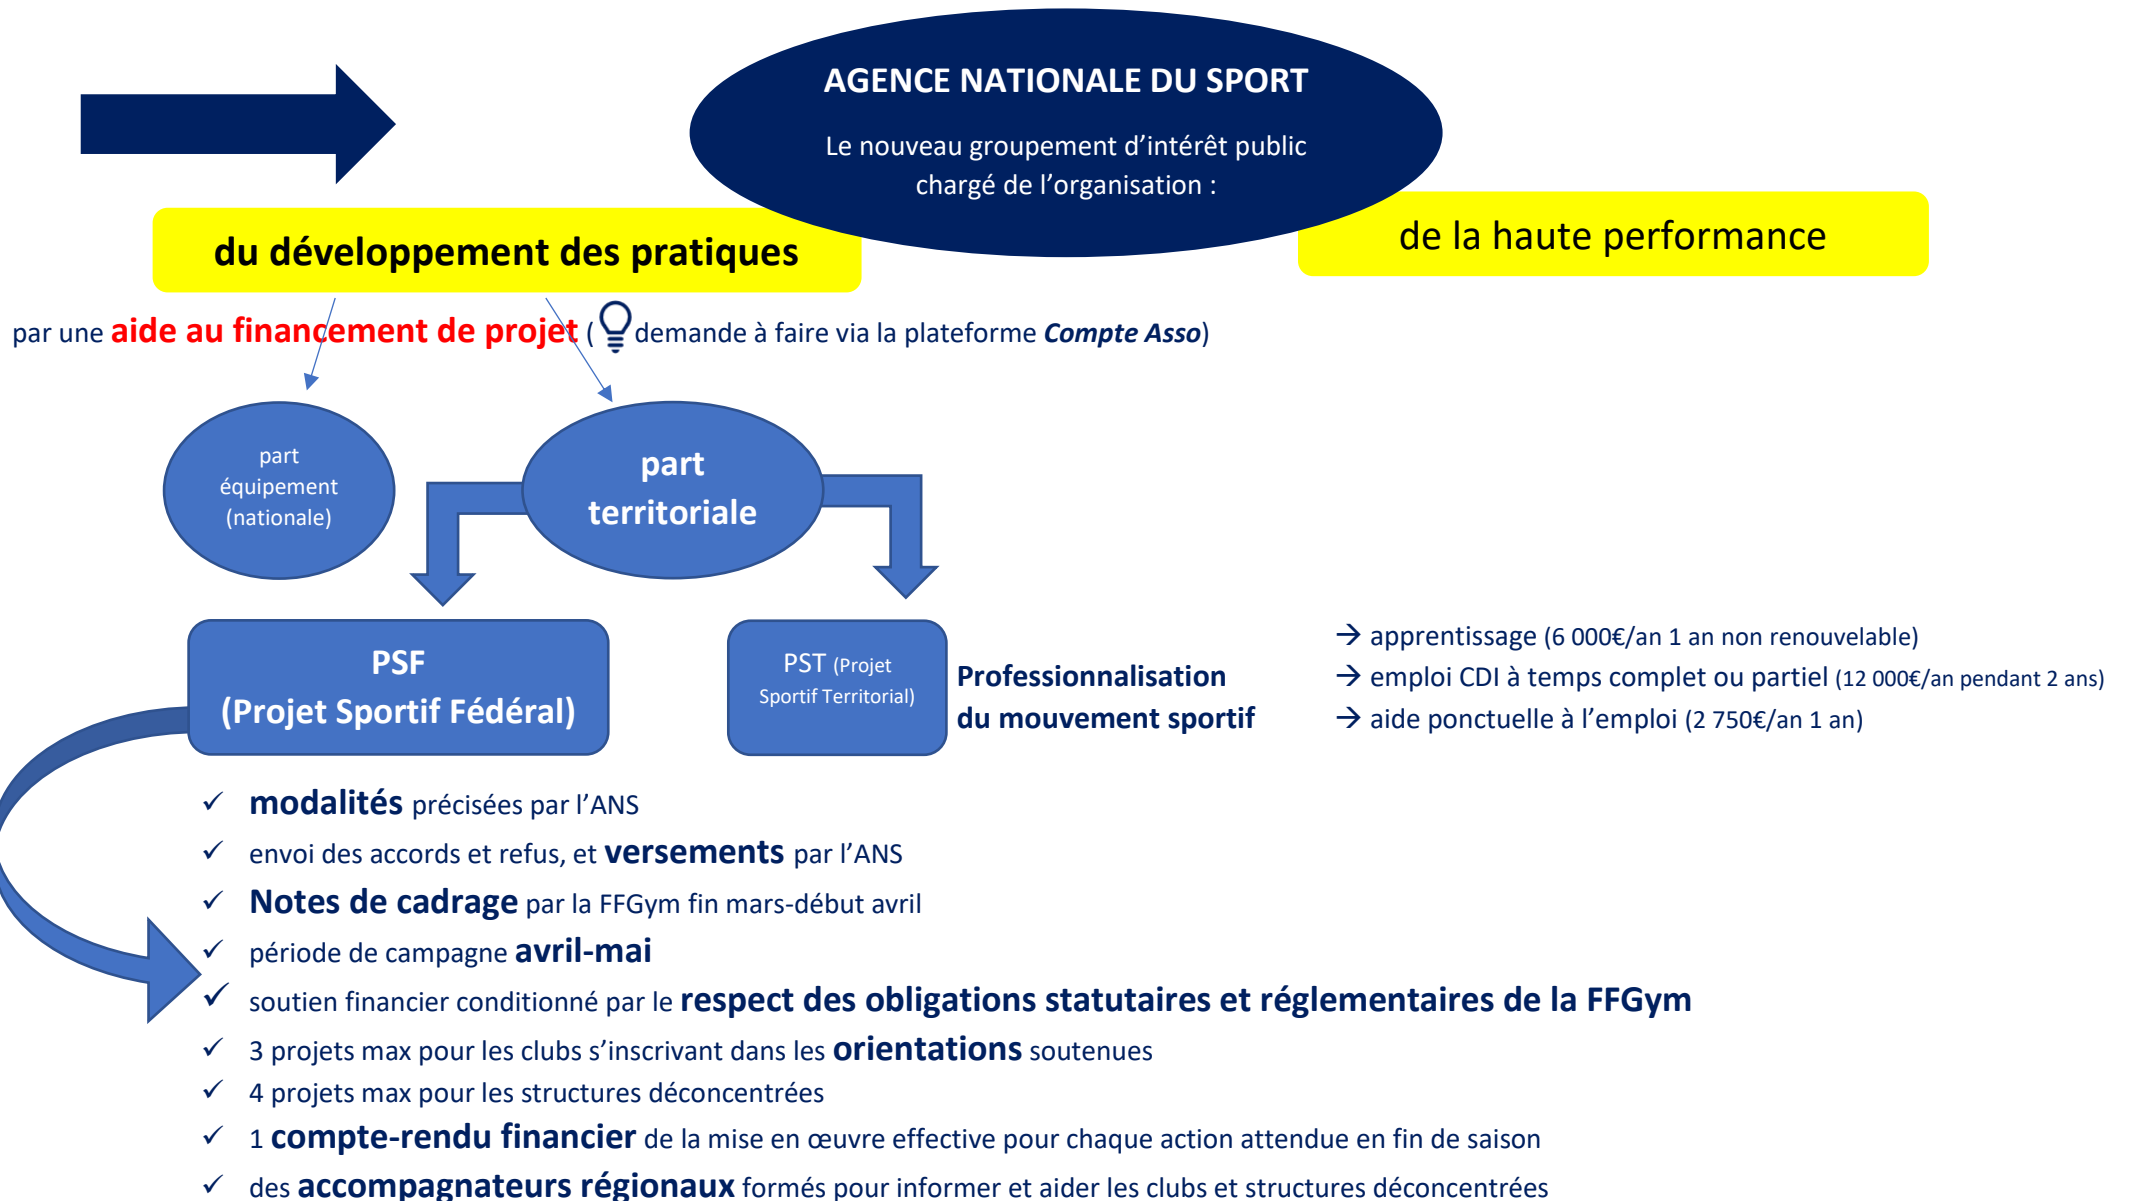 AGENCE NATIONALE DU SPORT
Le nouveau groupement d’intérêt public
chargé de l’organisation :
du développement des pratiques
de la haute performance
par une aide au financement de projet ( demande à faire via la plateforme Compte Asso)
part
équipement
(nationale)
part
territoriale
PSF
(Projet Sportif Fédéral)
PST (Projet
Sportif Territorial)
Professionnalisation
du mouvement sportif
→ apprentissage (6 000€/an 1 an non renouvelable)
→ emploi CDI à temps complet ou partiel (12 000€/an pendant 2 ans)
→ aide ponctuelle à l’emploi (2 750€/an 1 an)
✓ modalités précisées par l’ANS
✓ envoi des accords et refus, et versements par l’ANS
✓ Notes de cadrage par la FFGym fin mars-début avril
✓ période de campagne avril-mai
✓ soutien financier conditionné par le respect des obligations statutaires et réglementaires de la FFGym
✓ 3 projets max pour les clubs s’inscrivant dans les orientations soutenues
✓ 4 projets max pour les structures déconcentrées
✓ 1 compte-rendu financier de la mise en œuvre effective pour chaque action attendue en fin de saison
✓ des accompagnateurs régionaux formés pour informer et aider les clubs et structures déconcentrées